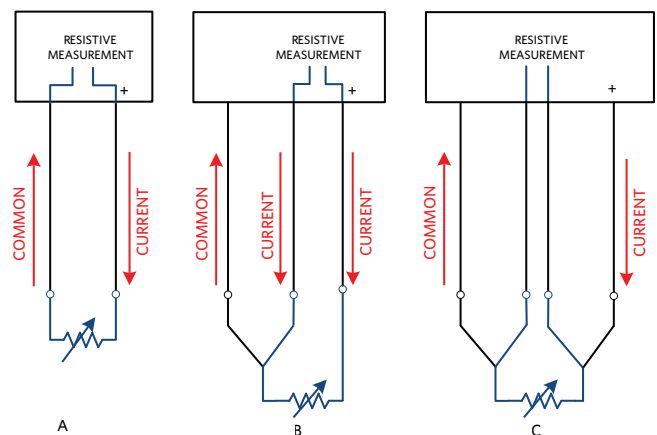 RESISTIVE
MEASUREMENT
+
COMMON
CURRENT
A
RESISTIVE
MEASUREMENT
+
COMMON
CURRENT
CURRENT
B
RESISTIVE
MEASUREMENT
+
COMMON
CURRENT
C